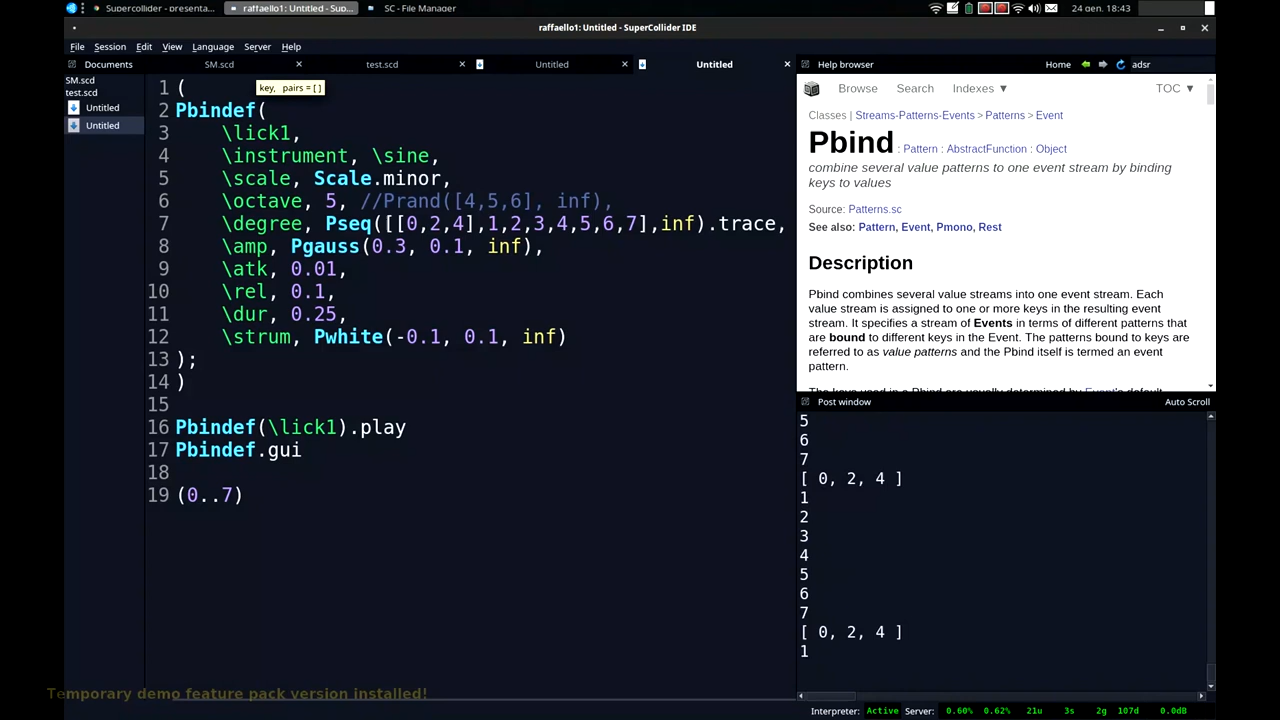 Supercollider - presenta...
raffaello1: Untitled - Sup...
SC - File Manager
24 gen. 18:43
raffaello1: Untitled - SuperCollider IDE
File Session Edit View Language Server Help
Documents
SM.scd
test.scd
Untitled
Untitled
Help browser
Home
adsr
SM.scd
test.scd
Untitled
Untitled
key, pairs = [ ]
1 (
2 Pbindef(
3 \lick1,
4 \instrument, \sine,
5 \scale, Scale.minor,
6 \octave, 5, //Prand([4,5,6], inf),
7 \degree, Pseq([[0,2,4],1,2,3,4,5,6,7],inf).trace,
8 \amp, Pgauss(0.3, 0.1, inf),
9 \atk, 0.01,
10 \rel, 0.1,
11 \dur, 0.25,
12 \strum, Pwhite(-0.1, 0.1, inf)
13 );
14 )
15
16 Pbindef(\lick1).play
17 Pbindef.gui
18
19 (0..7)
Browse Search Indexes ▼ TOC ▼
Classes | Streams-Patterns-Events > Patterns > Event
Pbind : Pattern : AbstractFunction : Object
combine several value patterns to one event stream by binding
keys to values
Source: Patterns.sc
See also: Pattern, Event, Pmono, Rest
Description
Pbind combines several value streams into one event stream. Each
value stream is assigned to one or more keys in the resulting event
stream. It specifies a stream of Events in terms of different patterns that
are bound to different keys in the Event. The patterns bound to keys are
referred to as value patterns and the Pbind itself is termed an event
pattern.
The keys used in a Pbind are usually determined by Event's default
Post window
Auto Scroll
5
6
7
[ 0, 2, 4 ]
1
2
3
4
5
6
7
[ 0, 2, 4 ]
1
Temporary demo feature pack version installed!
Interpreter: Active Server: 0.60% 0.62% 21u 3s 2g 107d 0.0dB